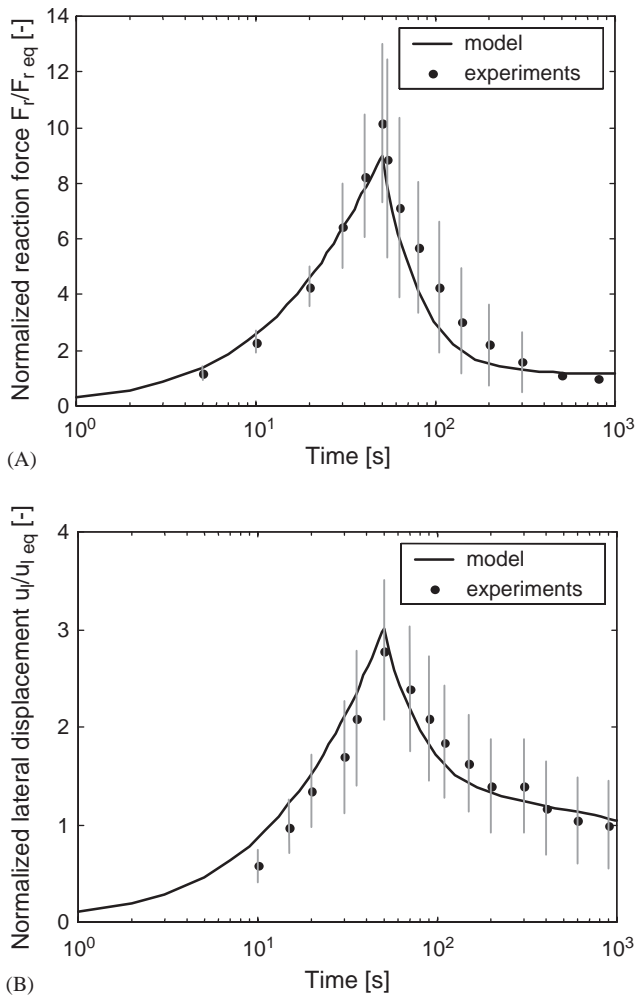 Normalized reaction force F_r/F_r eq [-]
14
12
10
8
6
4
2
0
model
experiments
10^0
10^1
10^2
10^3
Time [s]
(A)
Normalized lateral displacement u_l/u_l eq [-]
4
3
2
1
0
model
experiments
10^0
10^1
10^2
10^3
Time [s]
(B)